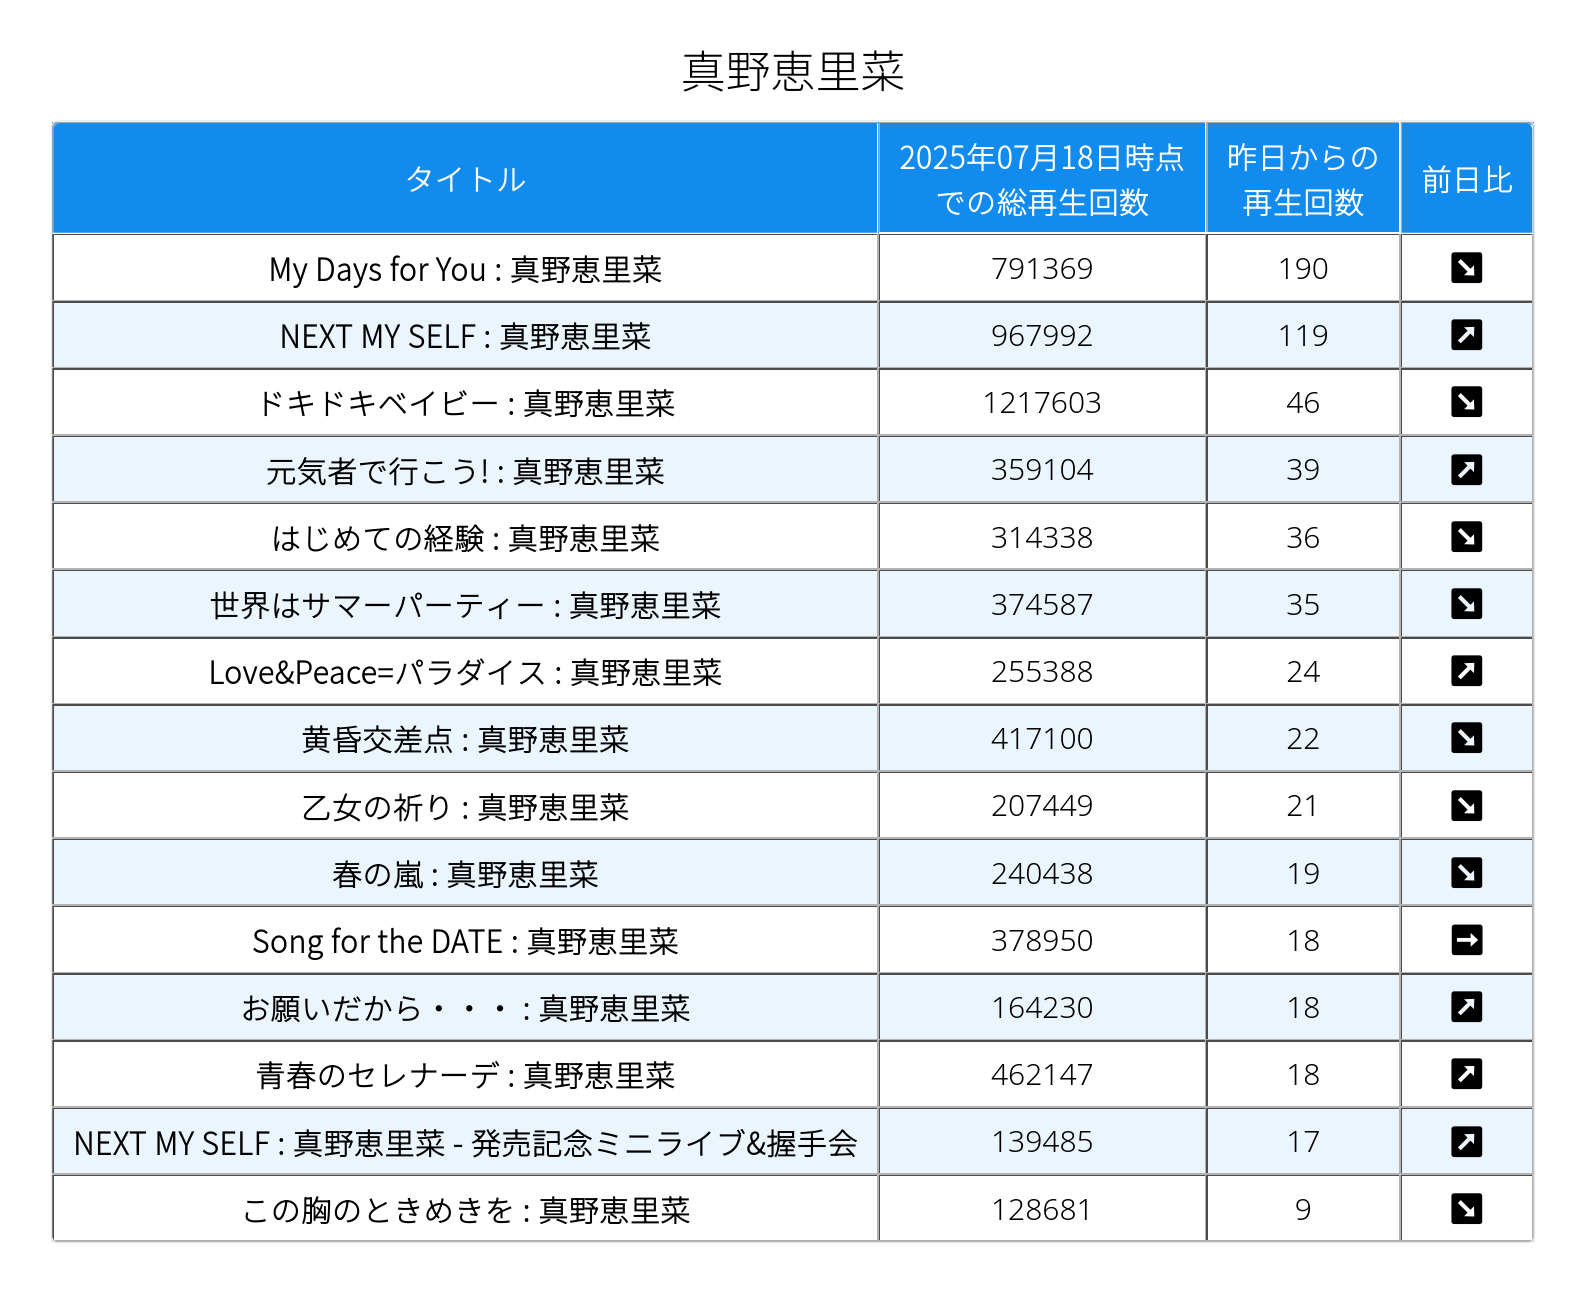 真野恵里菜
タイトル 2025年07月18日時点での総再生回数 昨日からの再生回数 前日比
My Days for You : 真野恵里菜 791369 190 ↘
NEXT MY SELF : 真野恵里菜 967992 119 ↗
ドキドキベイビー : 真野恵里菜 1217603 46 ↘
元気者で行こう! : 真野恵里菜 359104 39 ↗
はじめての経験 : 真野恵里菜 314338 36 ↘
世界はサマーパーティー : 真野恵里菜 374587 35 ↘
Love&Peace=パラダイス : 真野恵里菜 255388 24 ↗
黄昏交差点 : 真野恵里菜 417100 22 ↘
乙女の祈り : 真野恵里菜 207449 21 ↘
春の嵐 : 真野恵里菜 240438 19 ↘
Song for the DATE : 真野恵里菜 378950 18 →
お願いだから・・・ : 真野恵里菜 164230 18 ↗
青春のセレナーデ : 真野恵里菜 462147 18 ↗
NEXT MY SELF : 真野恵里菜 - 発売記念ミニライブ&握手会 139485 17 ↗
この胸のときめきを : 真野恵里菜 128681 9 ↘